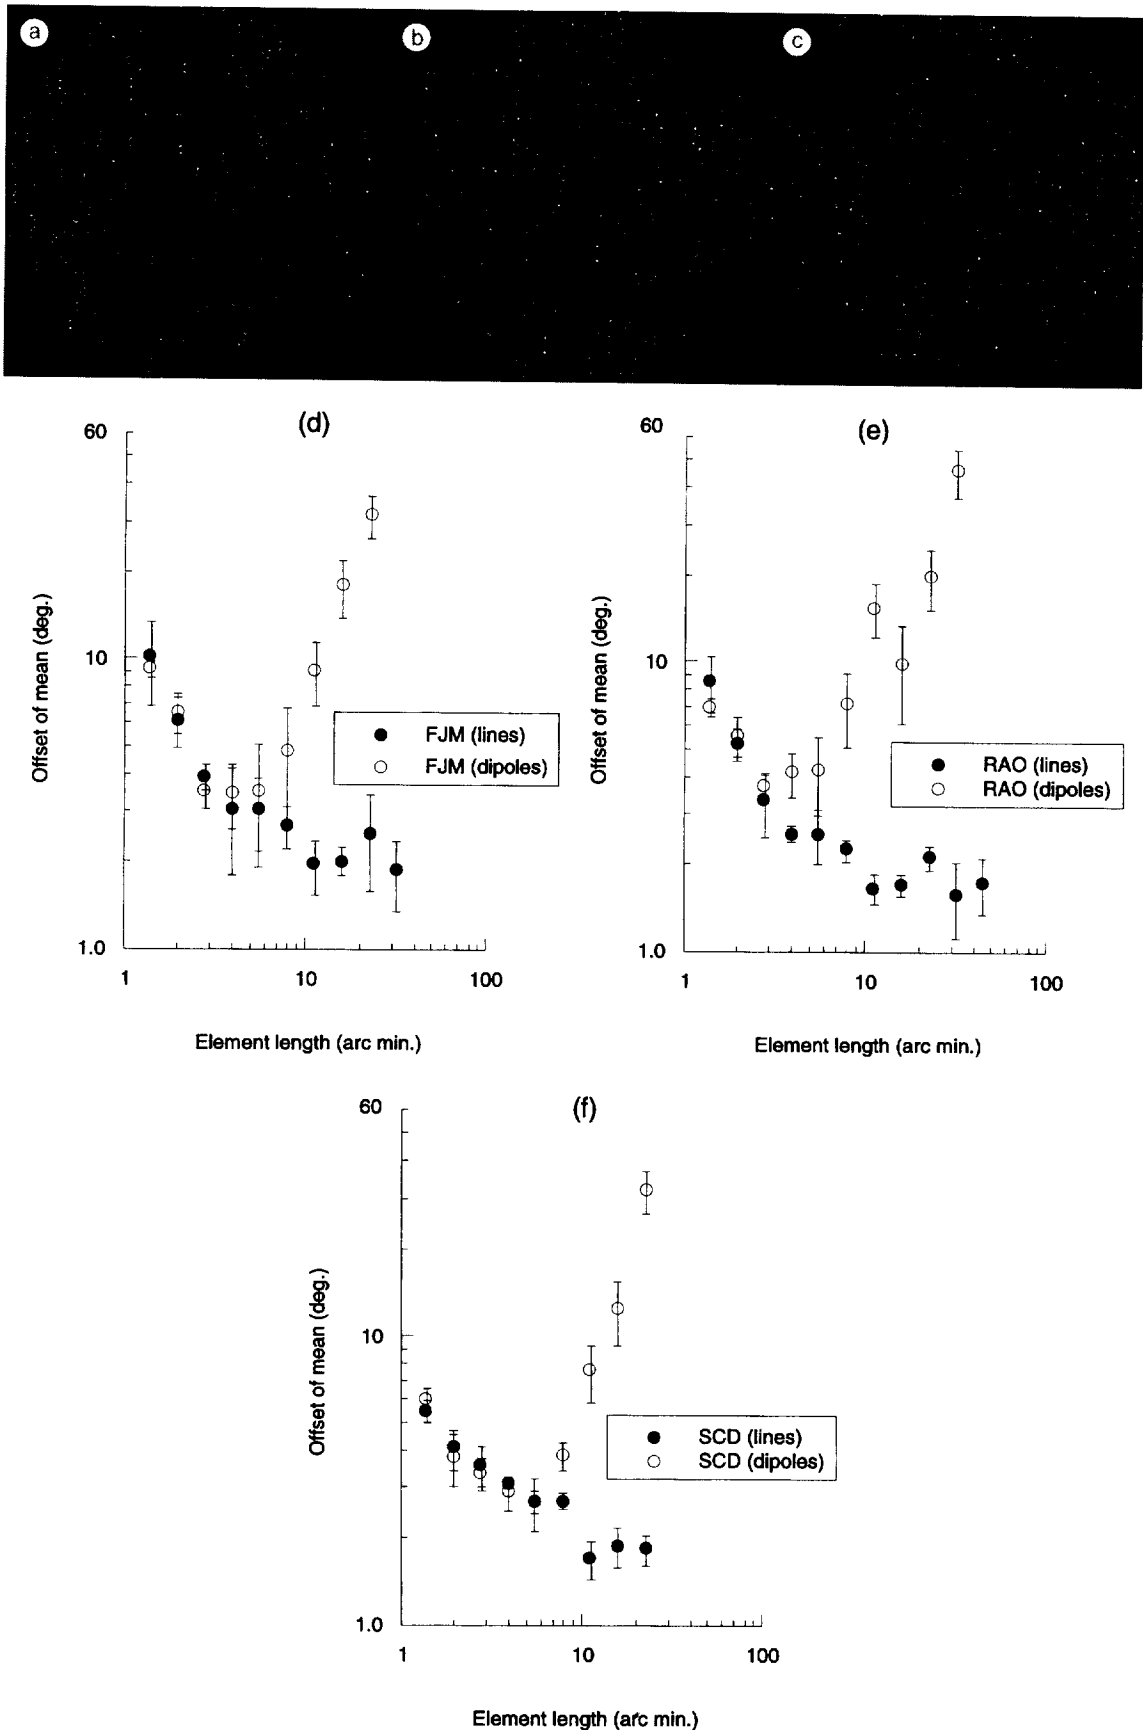 a
b
c
(d)
60
10
1.0
1
10
100
Offset of mean (deg.)
Element length (arc min.)
FJM (lines)
FJM (dipoles)
(e)
60
10
1.0
1
10
100
Offset of mean (deg.)
Element length (arc min.)
RAO (lines)
RAO (dipoles)
(f)
60
10
1.0
1
10
100
Offset of mean (deg.)
Element length (arc min.)
SCD (lines)
SCD (dipoles)